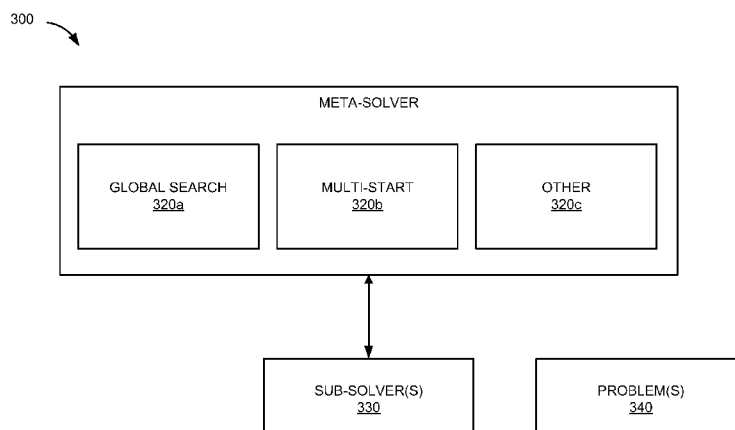 300
META-SOLVER
GLOBAL SEARCH
320a
MULTI-START
320b
OTHER
320c
SUB-SOLVER(S)
330
PROBLEM(S)
340